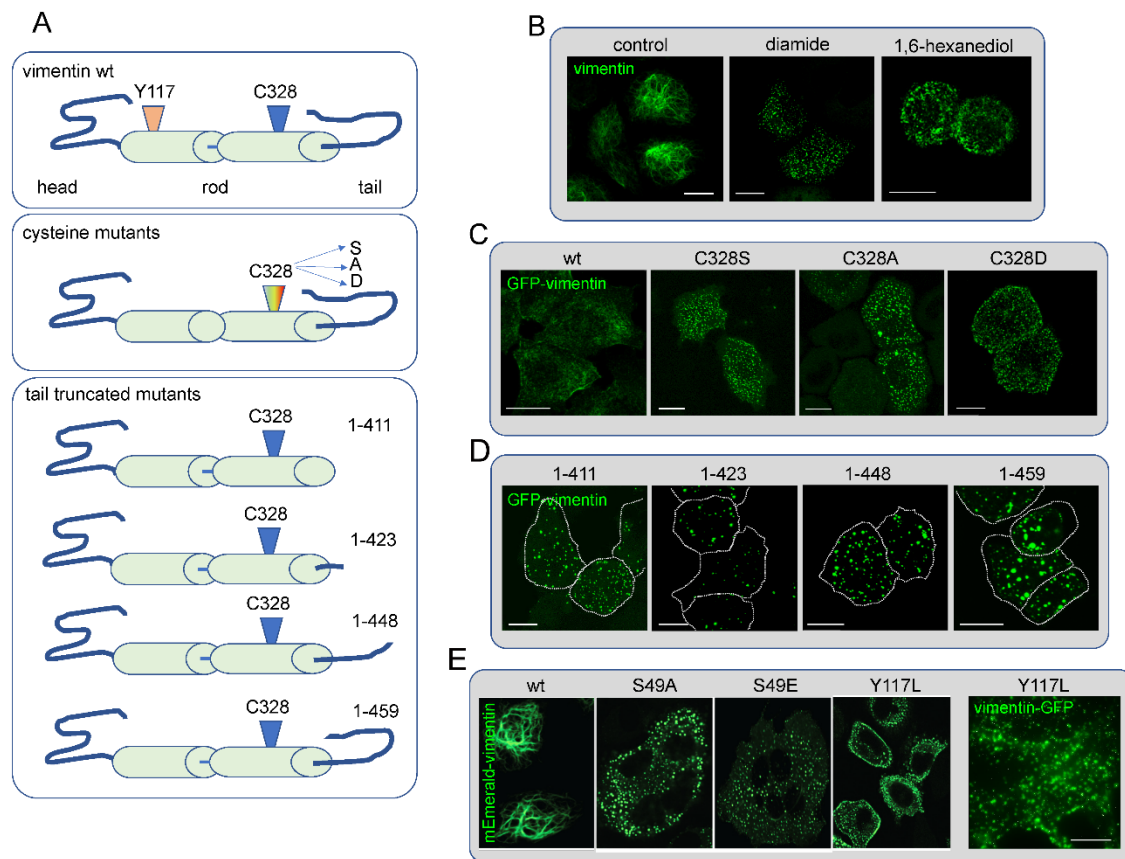 A
vimentin wt
Y117
C328
head
rod
tail
cysteine mutants
C328
S
A
D
tail truncated mutants
C328
1-411
C328
1-423
C328
1-448
C328
1-459
B
control
diamide
1,6-hexanediol
vimentin
C
wt
C328S
C328A
C328D
GFP-vimentin
D
1-411
1-423
1-448
1-459
GFP-vimentin
E
wt
S49A
S49E
Y117L
Y117L
mEmerald-vimentin
vimentin-GFP